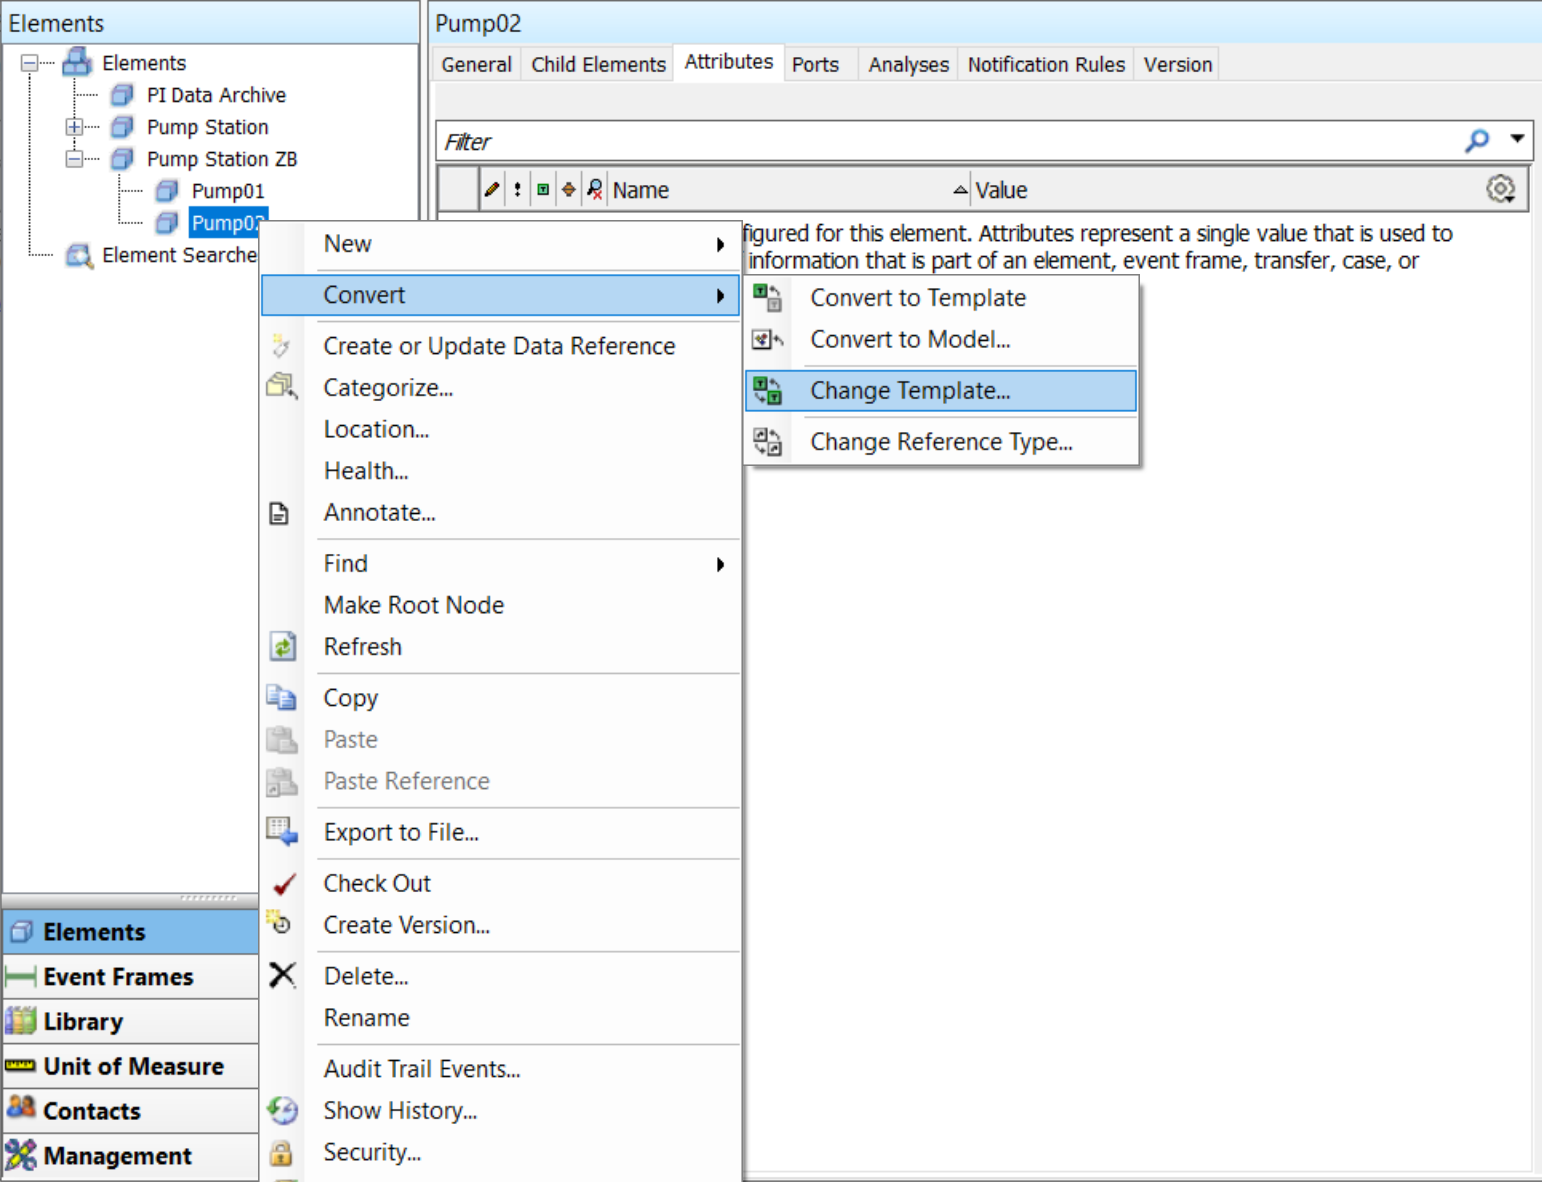 Elements
Elements
PI Data Archive
Pump Station
Pump Station ZB
Pump01
Pump02
Element Searche
Elements
Event Frames
Library
Unit of Measure
Contacts
Management
Pump02
General Child Elements Attributes Ports Analyses Notification Rules Version
Filter
Name Value
figured for this element. Attributes represent a single value that is used to
information that is part of an element, event frame, transfer, case, or
New
Convert
Create or Update Data Reference
Categorize...
Location...
Health...
Annotate...
Find
Make Root Node
Refresh
Copy
Paste
Paste Reference
Export to File...
Check Out
Create Version...
Delete...
Rename
Audit Trail Events...
Show History...
Security...
Convert to Template
Convert to Model...
Change Template...
Change Reference Type...